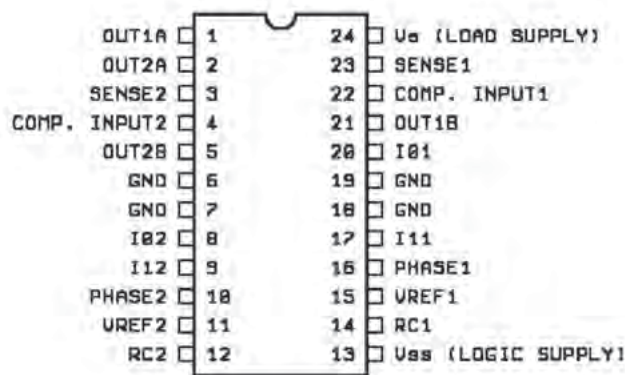 OUT1A 1 24 Vs (LOAD SUPPLY)
OUT2A 2 23 SENSE1
SENSE2 3 22 COMP. INPUT1
COMP. INPUT2 4 21 OUT1B
OUT2B 5 20 I01
GND 6 19 GND
GND 7 18 GND
I02 8 17 I11
I12 9 16 PHASE1
PHASE2 10 15 VREF1
VREF2 11 14 RC1
RC2 12 13 Vss (LOGIC SUPPLY)